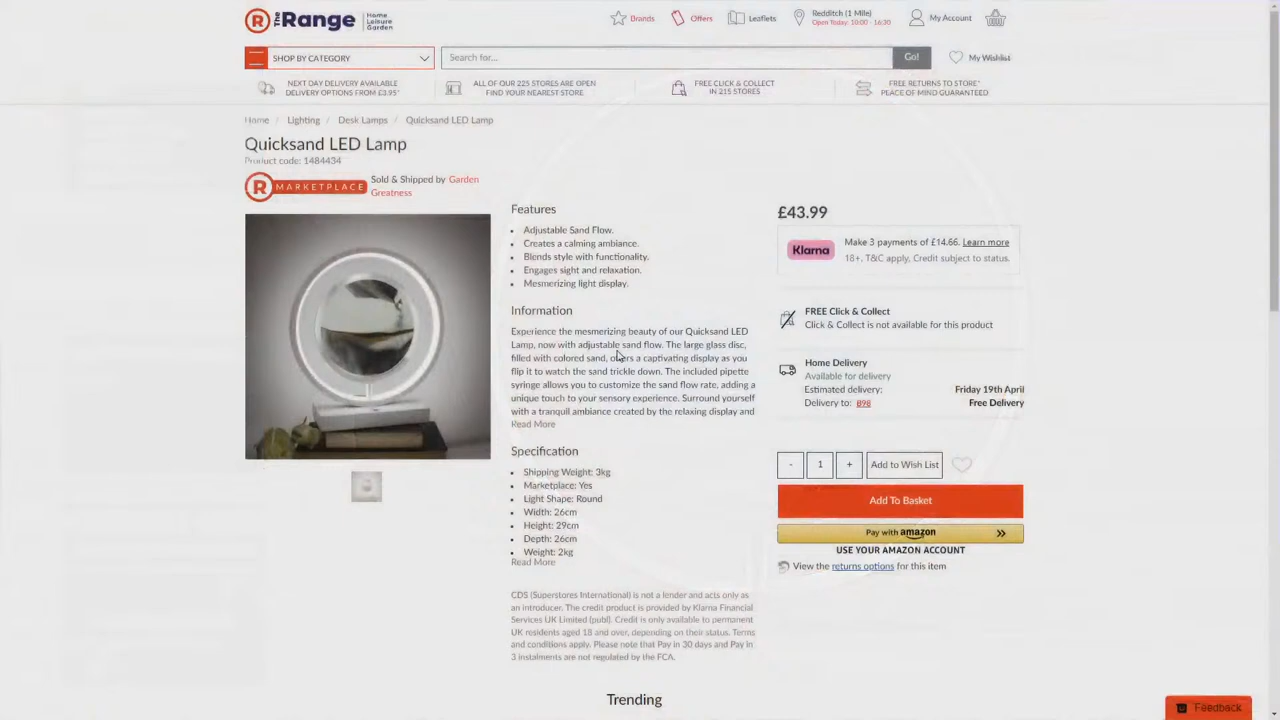 The Range
Home
Leisure
Garden
Brands
Offers
Leaflets
Redditch (1 Mile)
Open Today: 10:00 - 16:30
My Account
SHOP BY CATEGORY
Search for...
Go!
My Wishlist
NEXT DAY DELIVERY AVAILABLE
DELIVERY OPTIONS FROM £3.95*
ALL OF OUR 225 STORES ARE OPEN
FIND YOUR NEAREST STORE
FREE CLICK & COLLECT
IN 215 STORES
FREE RETURNS TO STORE*
PLACE OF MIND GUARANTEED
Home / Lighting / Desk Lamps / Quicksand LED Lamp
Quicksand LED Lamp
Product code: 1484434
R MARKETPLACE
Sold & Shipped by Garden
Greatness
Features
Adjustable Sand Flow.
Creates a calming ambiance.
Blends style with functionality.
Engages sight and relaxation.
Mesmerizing light display.
Information
Experience the mesmerizing beauty of our Quicksand LED
Lamp, now with adjustable sand flow. The large glass disc,
filled with colored sand, offers a captivating display as you
flip it to watch the sand trickle down. The included pipette
syringe allows you to customize the sand flow rate, adding a
unique touch to your sensory experience. Surround yourself
with a tranquil ambiance created by the relaxing display and
Read More
Specification
Shipping Weight: 3kg
Marketplace: Yes
Light Shape: Round
Width: 26cm
Height: 29cm
Depth: 26cm
Weight: 2kg
Read More
CDS (Superstores International) is not a lender and acts only as
an introducer. The credit product is provided by Klarna Financial
Services UK Limited (publ). Credit is only available to permanent
UK residents aged 18 and over, depending on their status. Terms
and conditions apply. Please note that Pay in 30 days and Pay in
3 instalments are not regulated by the FCA.
£43.99
Klarna
Make 3 payments of £14.66. Learn more
18+, T&C apply, Credit subject to status.
FREE Click & Collect
Click & Collect is not available for this product
Home Delivery
Available for delivery
Estimated delivery: Friday 19th April
Delivery to: B98 Free Delivery
- 1 + Add to Wish List
Add To Basket
Pay with amazon
USE YOUR AMAZON ACCOUNT
View the returns options for this item
Trending
Feedback